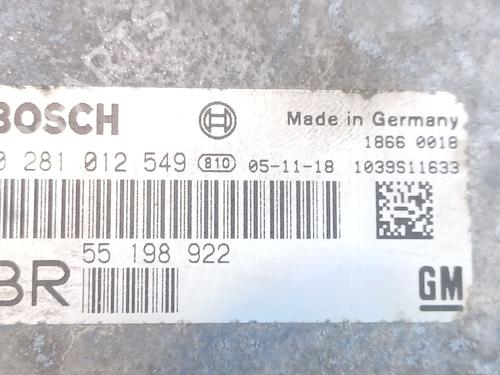 BOSCH
Made in Germany
1866 0018
0 281 012 549 810 05-11-18 1039S11633
55 198 922
BR
GM